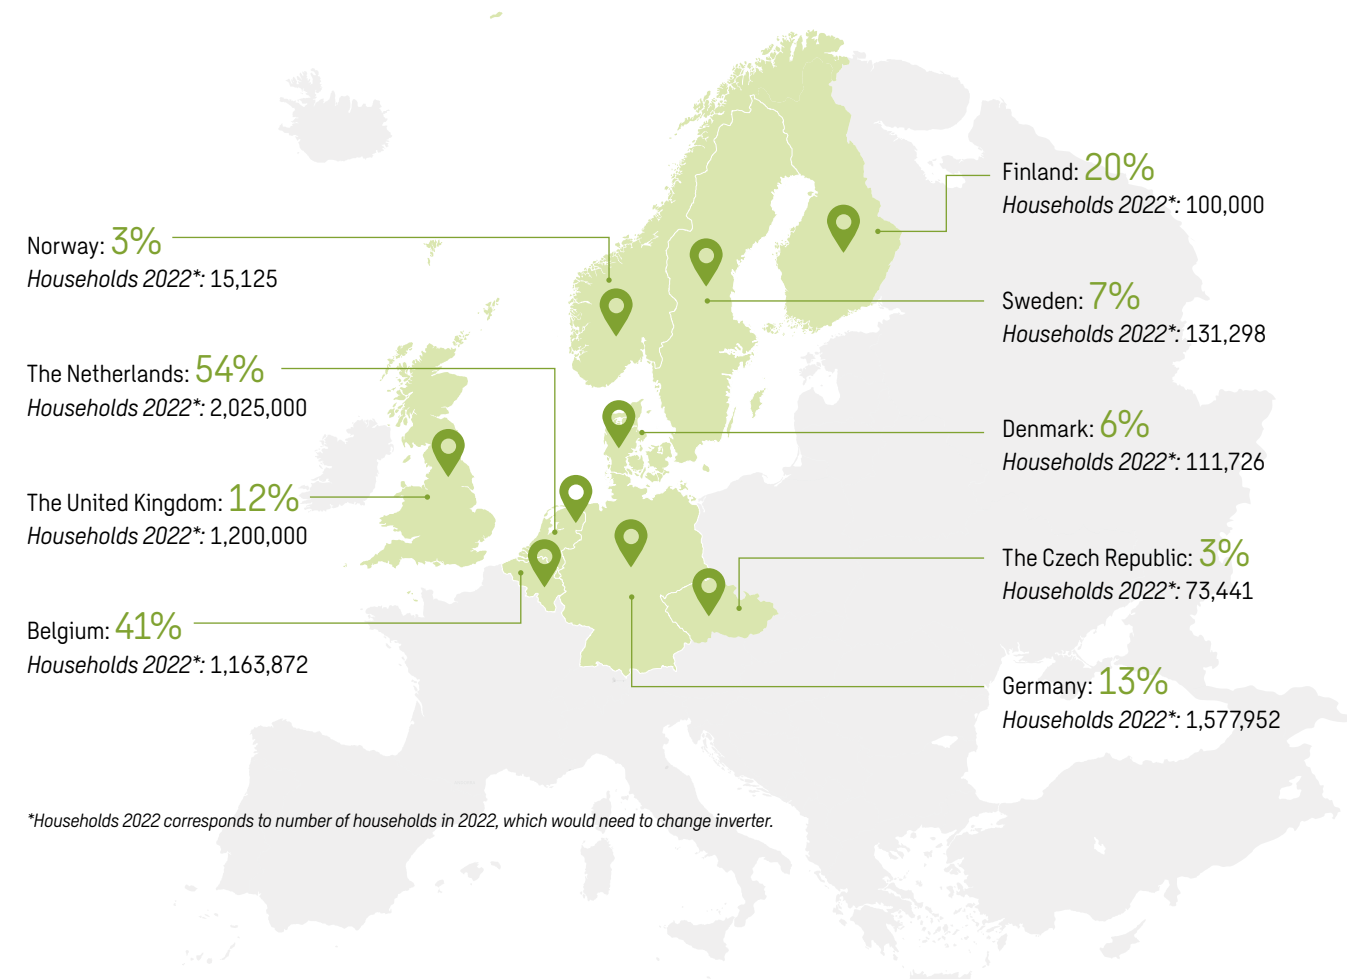 Norway: 3%
Households 2022*: 15,125
The Netherlands: 54%
Households 2022*: 2,025,000
The United Kingdom: 12%
Households 2022*: 1,200,000
Belgium: 41%
Households 2022*: 1,163,872
Finland: 20%
Households 2022*: 100,000
Sweden: 7%
Households 2022*: 131,298
Denmark: 6%
Households 2022*: 111,726
The Czech Republic: 3%
Households 2022*: 73,441
Germany: 13%
Households 2022*: 1,577,952
*Households 2022 corresponds to number of households in 2022, which would need to change inverter.